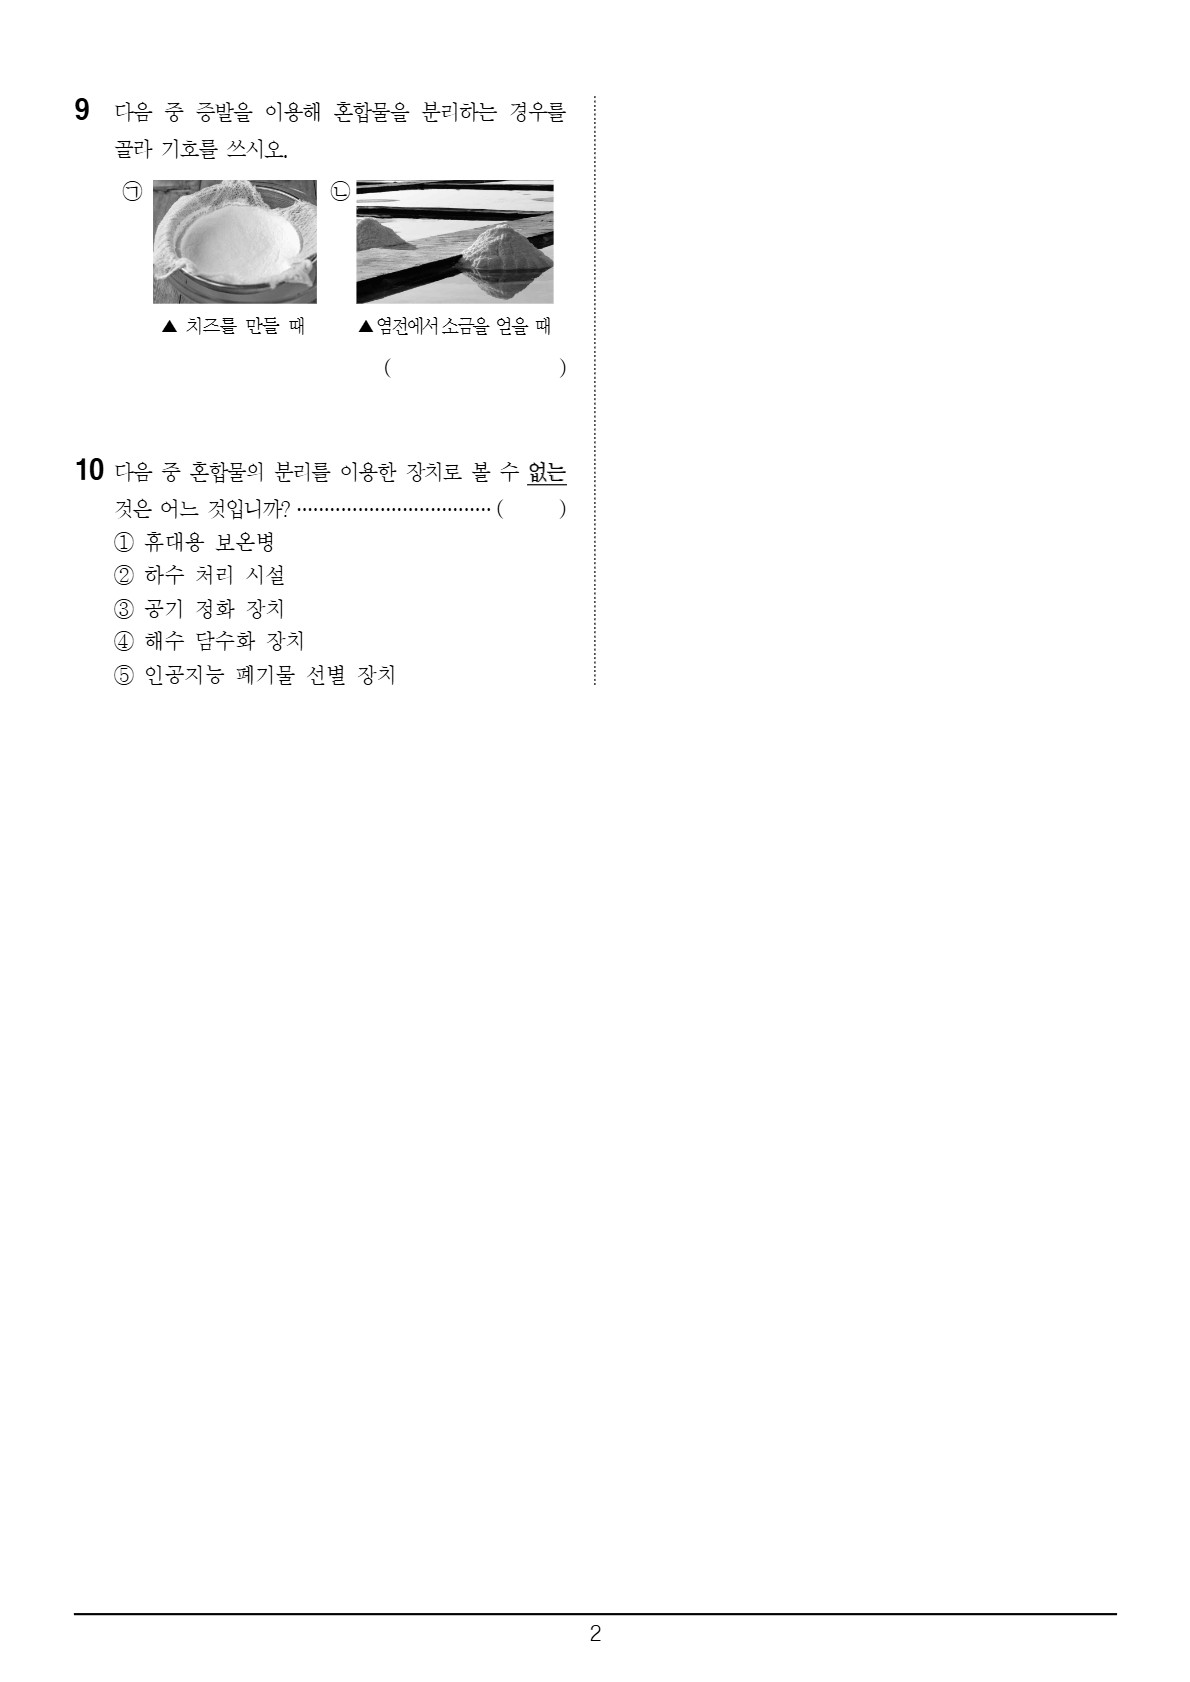 9 다음 중 증발을 이용해 혼합물을 분리하는 경우를
골라 기호를 쓰시오.
㉠ ㉡
▲ 치즈를 만들 때 ▲ 염전에서 소금을 얻을 때
( )
10 다음 중 혼합물의 분리를 이용한 장치로 볼 수 없는
것은 어느 것입니까? ··································· ( )
① 휴대용 보온병
② 하수 처리 시설
③ 공기 정화 장치
④ 해수 담수화 장치
⑤ 인공지능 폐기물 선별 장치
2